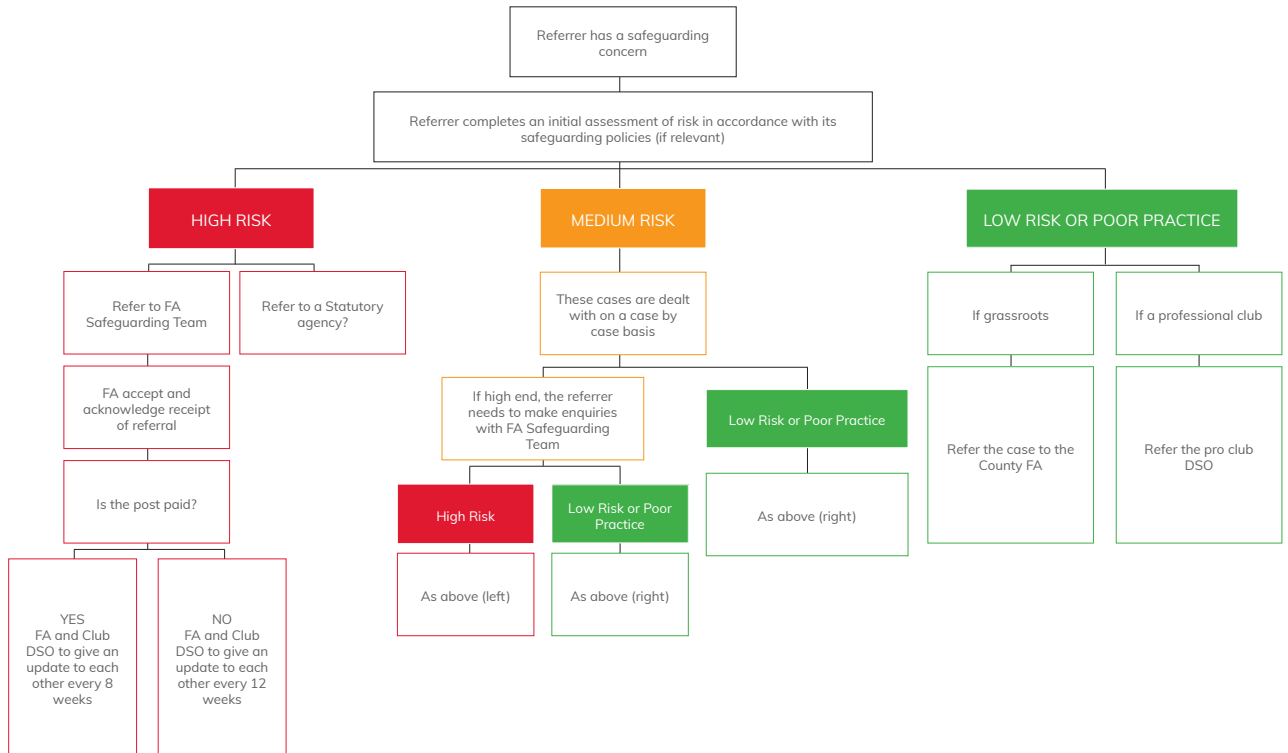 Referrer has a safeguarding
concern
Referrer completes an initial assessment of risk in accordance with its
safeguarding policies (if relevant)
HIGH RISK
MEDIUM RISK
LOW RISK OR POOR PRACTICE
Refer to FA
Safeguarding Team
Refer to a Statutory
agency?
These cases are dealt
with on a case by
case basis
If grassroots
If a professional club
FA accept and
acknowledge receipt
of referral
If high end, the referrer
needs to make enquiries
with FA Safeguarding
Team
Low Risk or Poor Practice
Refer the case to the
County FA
Refer the pro club
DSO
Is the post paid?
High Risk
Low Risk or Poor
Practice
As above (right)
As above (left)
As above (right)
YES
FA and Club
DSO to give an
update to each
other every 8
weeks
NO
FA and Club
DSO to give an
update to each
other every 12
weeks